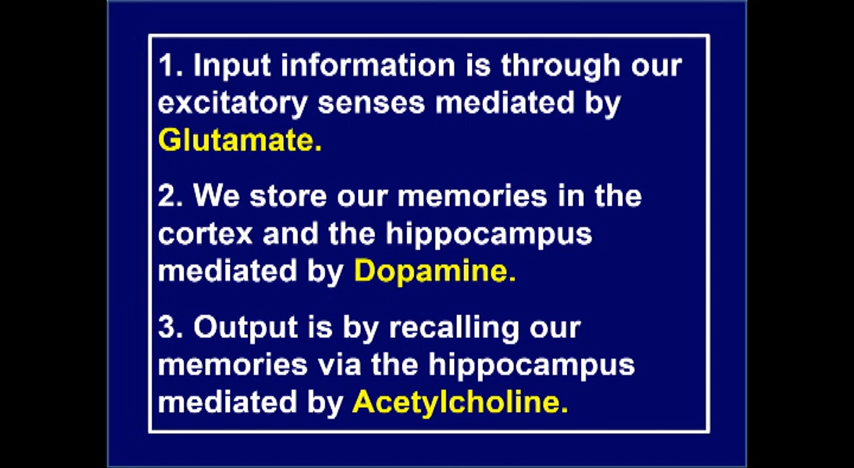 1. Input information is through our
excitatory senses mediated by
Glutamate.
2. We store our memories in the
cortex and the hippocampus
mediated by Dopamine.
3. Output is by recalling our
memories via the hippocampus
mediated by Acetylcholine.